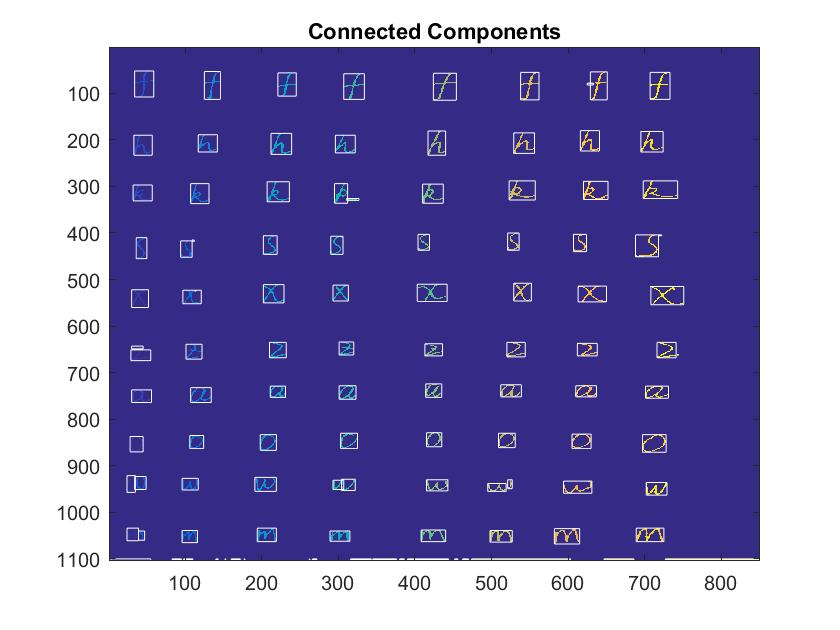 Connected Components
100 f f f f f f f f
200 h h h h h h h h
300 k k k k k k k k
400 s s s s s s s s
500 x x x x x x x x
600
z z z z z z z
700
a a a a a a a a
800
o o o o o o o
900
u u u u u u u
1000
m m m m m m m
1100
100 200 300 400 500 600 700 800